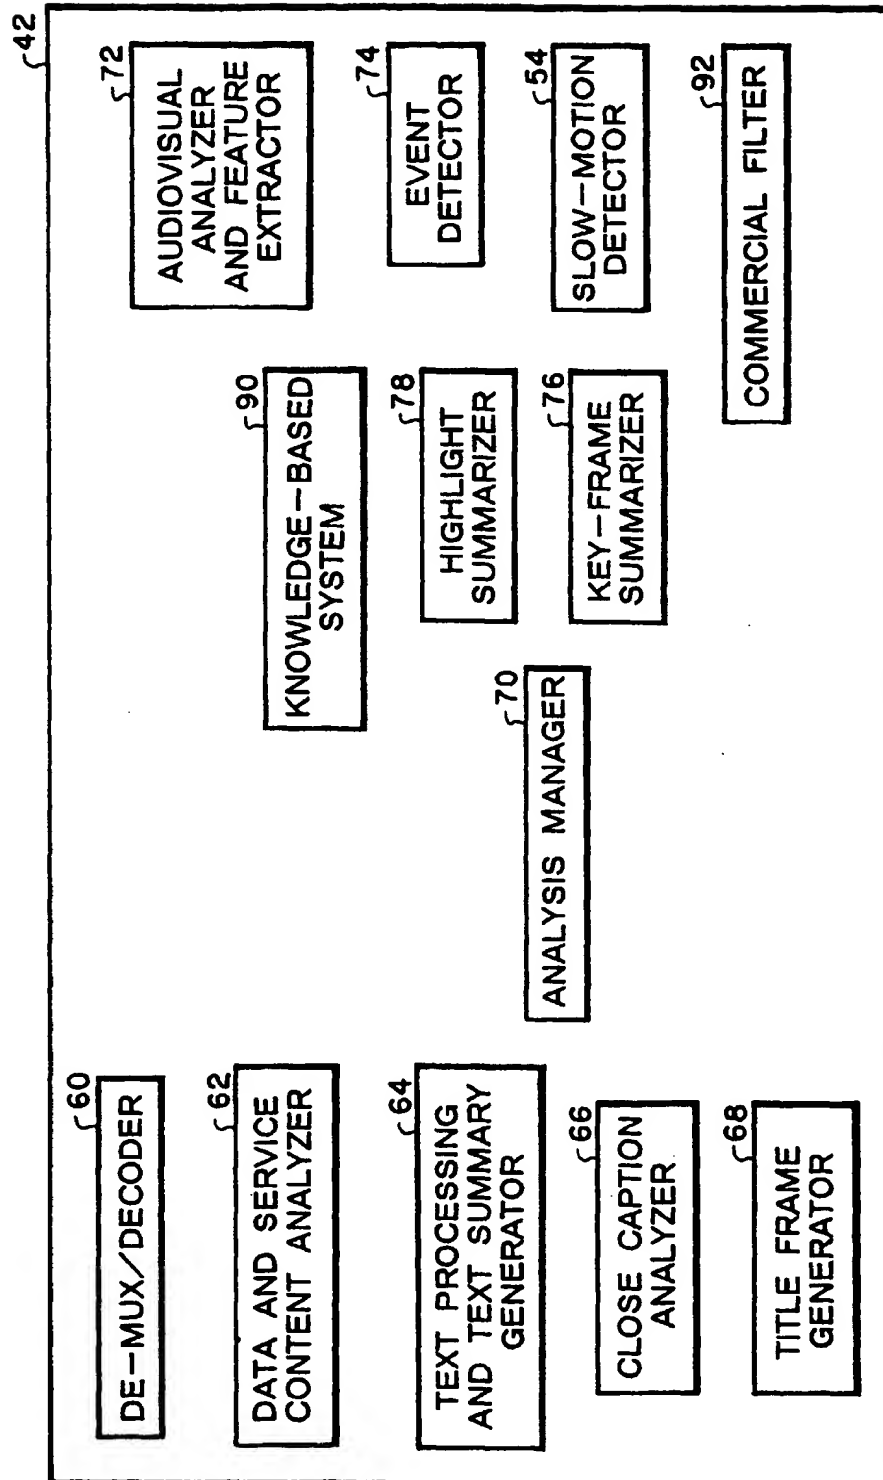 42
60
DE-MUX/DECODER
62
DATA AND SERVICE
CONTENT ANALYZER
64
TEXT PROCESSING
AND TEXT SUMMARY
GENERATOR
66
CLOSE CAPTION
ANALYZER
68
TITLE FRAME
GENERATOR
70
ANALYSIS MANAGER
90
KNOWLEDGE-BASED
SYSTEM
78
HIGHLIGHT
SUMMARIZER
76
KEY-FRAME
SUMMARIZER
72
AUDIOVISUAL
ANALYZER
AND FEATURE
EXTRACTOR
74
EVENT
DETECTOR
54
SLOW-MOTION
DETECTOR
92
COMMERCIAL FILTER